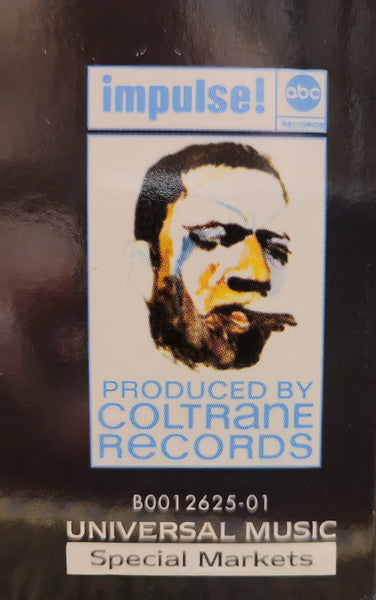 impulse!
abc
RECORDS
PRODUCED BY
COLTRANE
RECORDS
B0012625-01
UNIVERSAL MUSIC
Special Markets